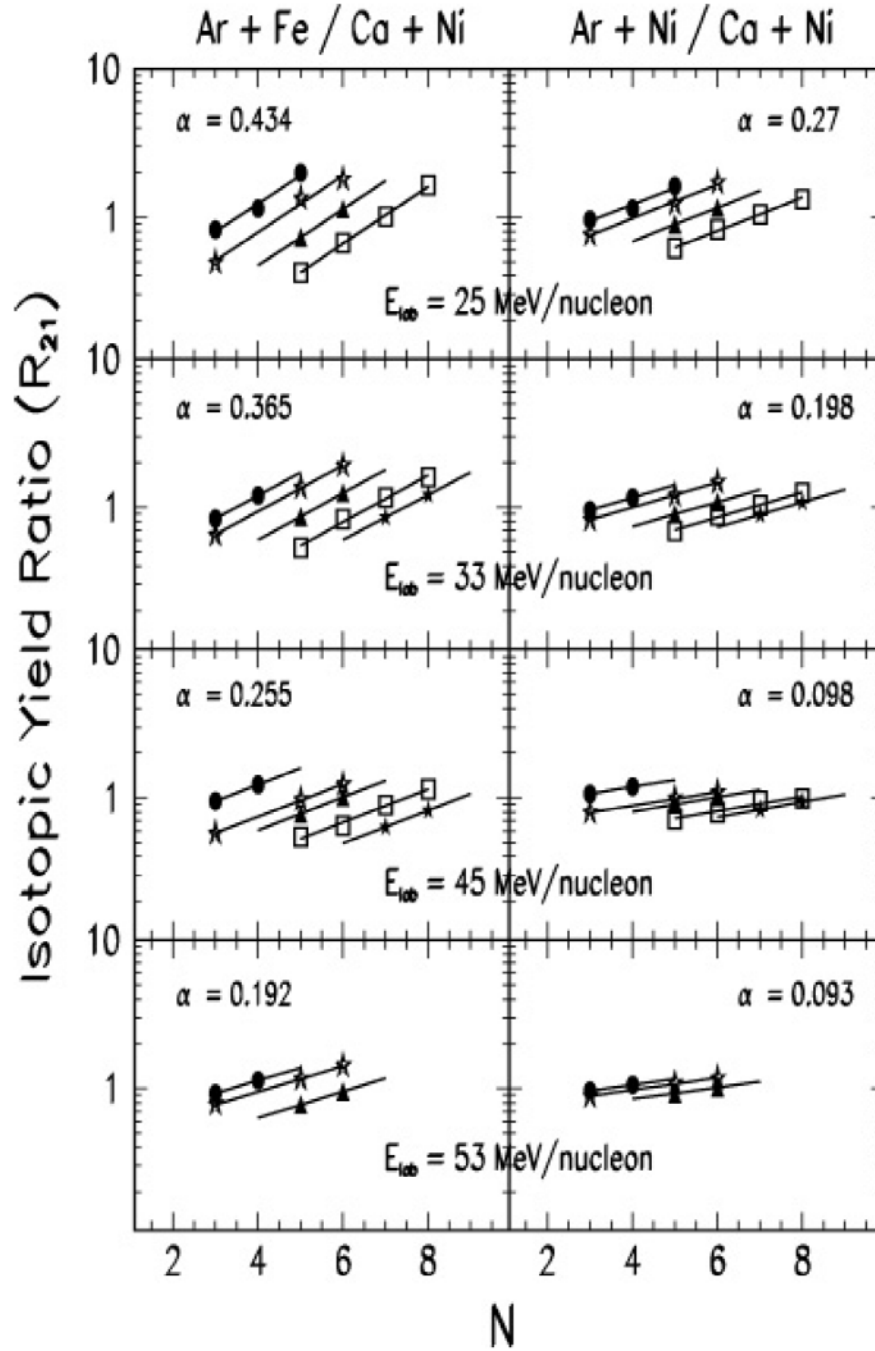 Ar + Fe / Ca + Ni
Ar + Ni / Ca + Ni
Isotopic Yield Ratio (R₂₁)
10
α = 0.434
α = 0.27
1
E_lab = 25 MeV/nucleon
10
α = 0.365
α = 0.198
1
E_lab = 33 MeV/nucleon
10
α = 0.255
α = 0.098
1
E_lab = 45 MeV/nucleon
10
α = 0.192
α = 0.093
1
E_lab = 53 MeV/nucleon
2 4 6 8 2 4 6 8
N